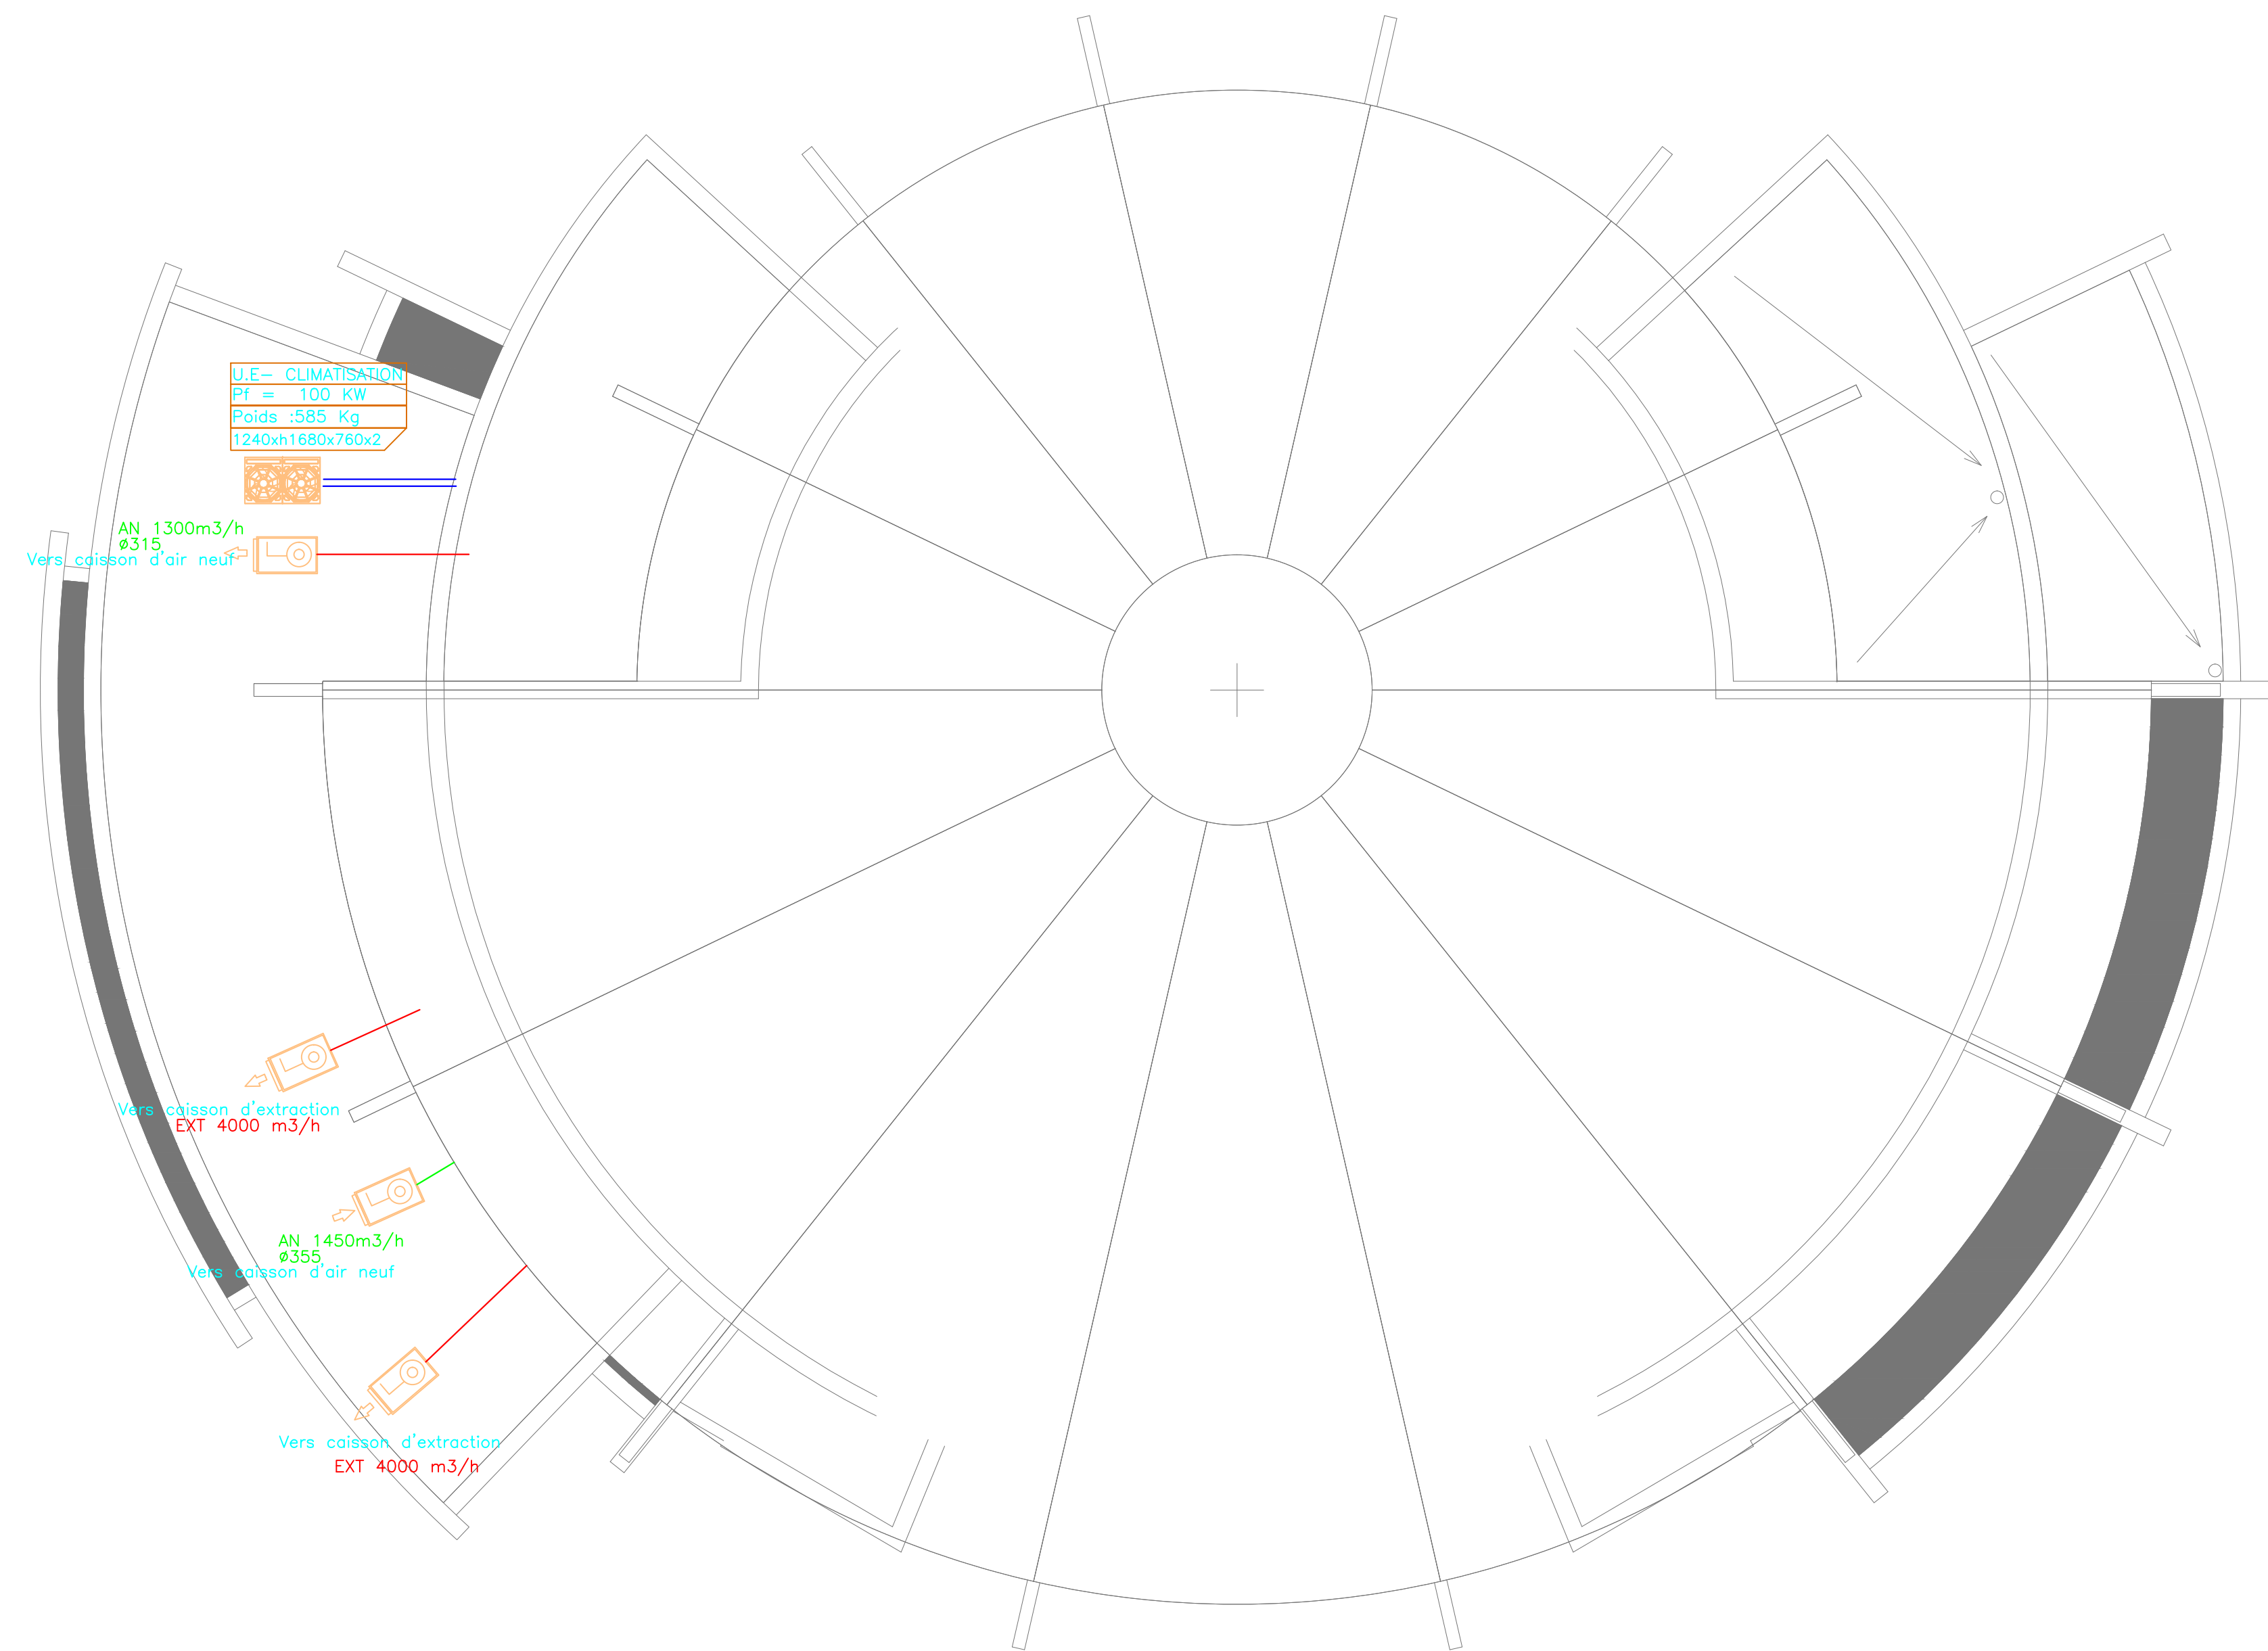 U.E- CLIMATISATION
Pf = 100 KW
Poids :585 Kg
1240xh1680x760x2
AN 1300m3/h
ø315
Vers caisson d'air neuf
Vers caisson d'extraction
EXT 4000 m3/h
AN 1450m3/h
ø355
Vers caisson d'air neuf
Vers caisson d'extraction
EXT 4000 m3/h